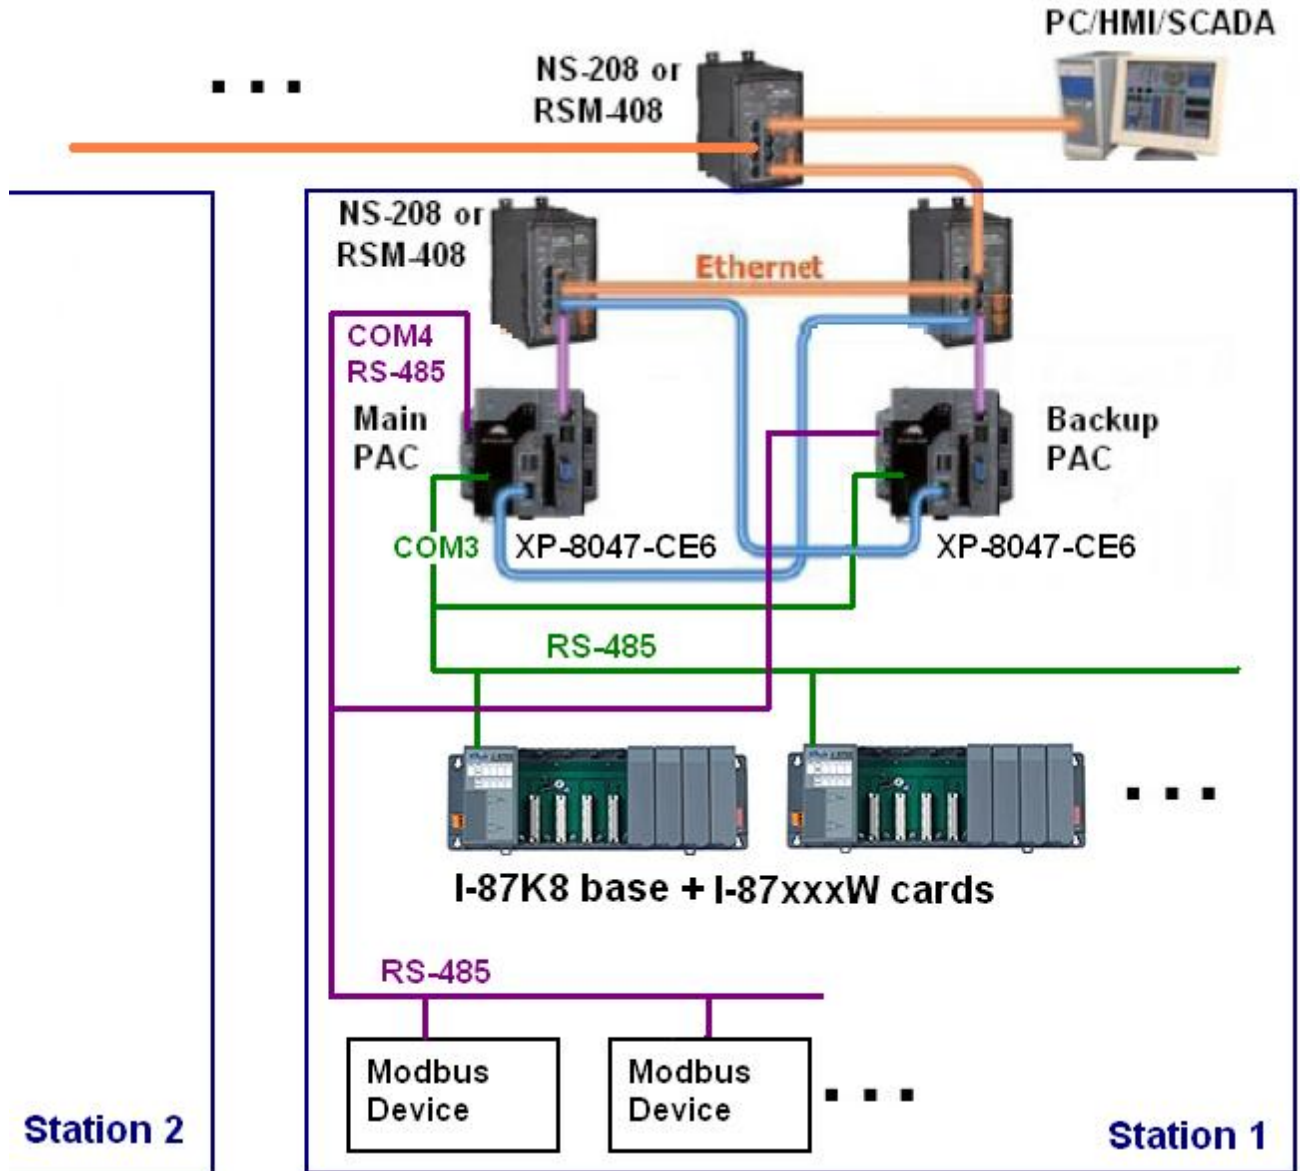 PC/HMI/SCADA
NS-208 or
RSM-408
NS-208 or
RSM-408
Ethernet
COM4
RS-485
Main
PAC
Backup
PAC
COM3
XP-8047-CE6
XP-8047-CE6
RS-485
I-87K8 base + I-87xxxW cards
RS-485
Modbus
Device
Modbus
Device
Station 2
Station 1